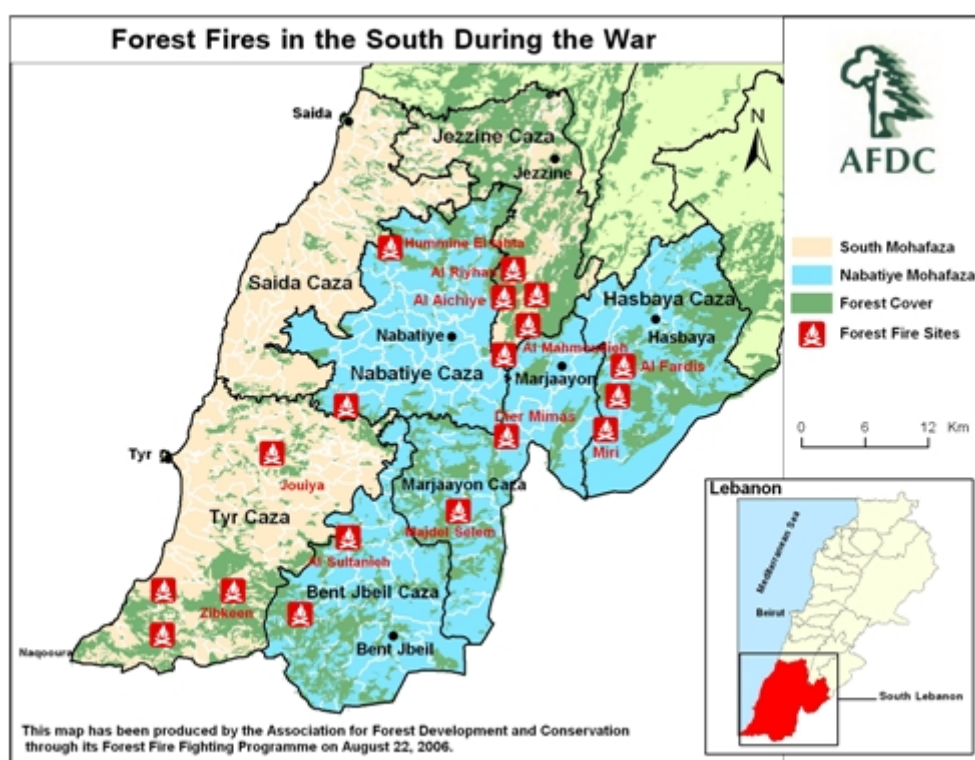 Forest Fires in the South During the War
AFDC
N
Saida
Jezzine Caza
Jezzine
South Mohafaza
Nabatiye Mohafaza
Forest Cover
Forest Fire Sites
Hummine El tahta
Al Riyhan
Saida Caza
Al Aichiye
Hasbaya Caza
Nabatiye
Hasbaya
Al Mahmoudieh
Nabatiye Caza
Marjaayon
Al Fardis
Dier Mimas
0 6 12 Km
Tyr
Miri
Jouiya
Marjaayon Caza
Tyr Caza
Majdel Selem
Al Sultanieh
Bent Jbeil Caza
Zibkeen
Bent Jbeil
Naqooura
Lebanon
Mediterranean Sea
Beirut
South Lebanon
This map has been produced by the Association for Forest Development and Conservation
through its Forest Fire Fighting Programme on August 22, 2006.